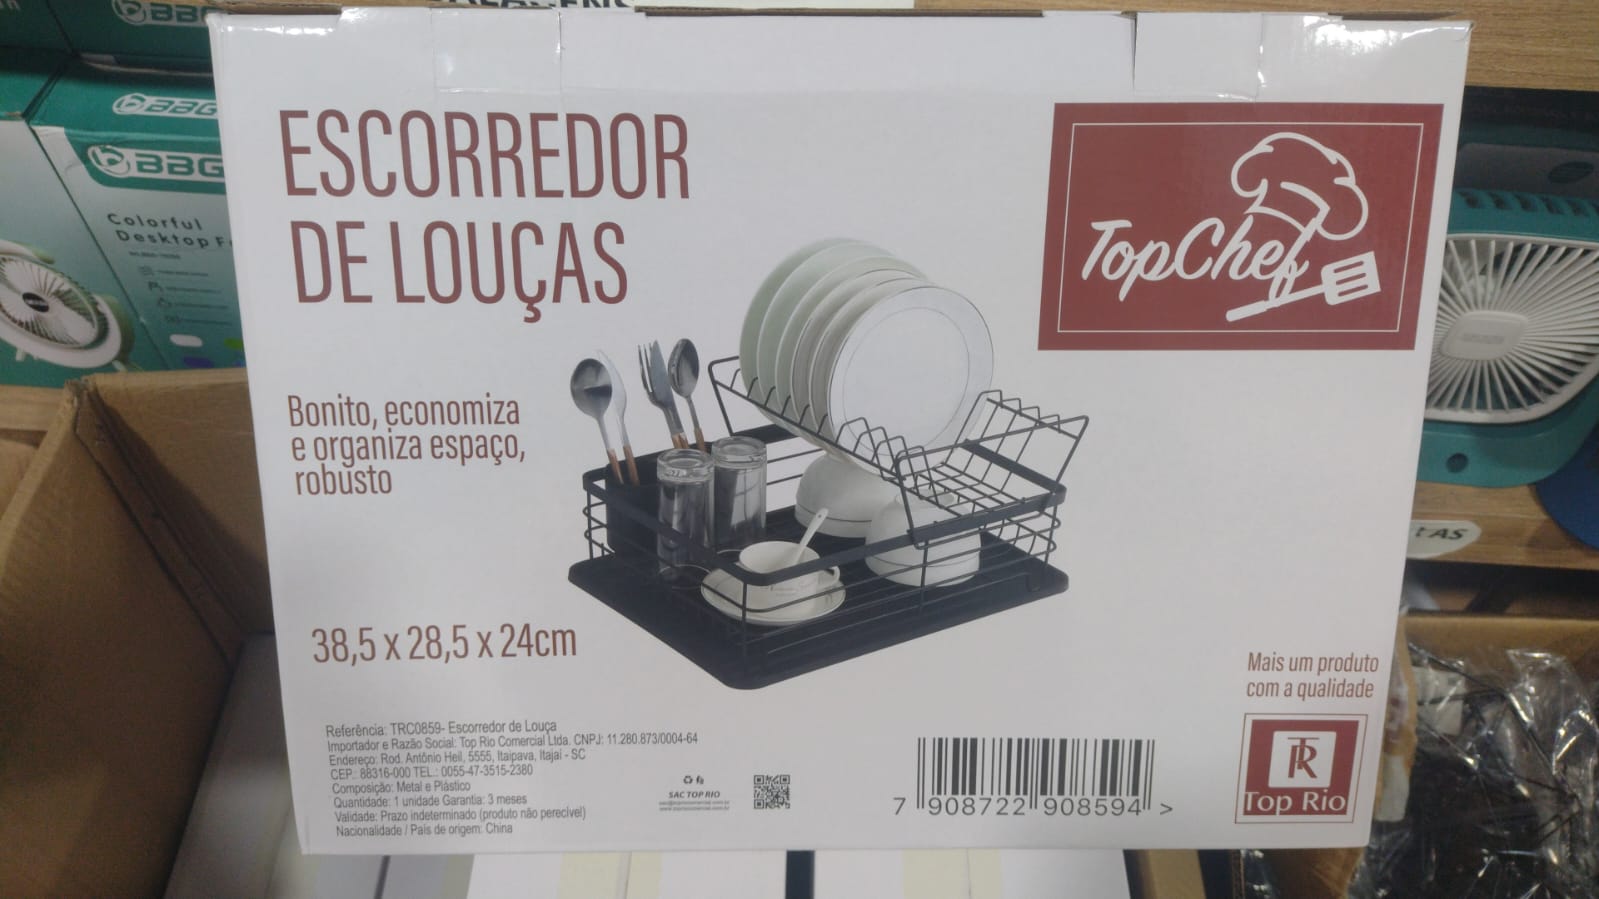 BBG
BBG
Colorful
Desktop F
ESCORREDOR
DE LOUÇAS
TopChef
Bonito, economiza
e organiza espaço,
robusto
38,5 x 28,5 x 24cm
Mais um produto
com a qualidade
TR
Top Rio
Referência: TRC0859- Escorredor de Louça
Importador e Razão Social: Top Rio Comercial Ltda. CNPJ: 11.280.873/0004-64
Endereço: Rod. Antônio Heil, 5555, Itaipava, Itajaí - SC
CEP.: 88316-000 TEL.: 0055-47-3515-2380
Composição: Metal e Plástico
Quantidade: 1 unidade Garantia: 3 meses
Validade: Prazo indeterminado (produto não perecível)
Nacionalidade / País de origem: China
SAC TOP RIO
7 908722 908594 >